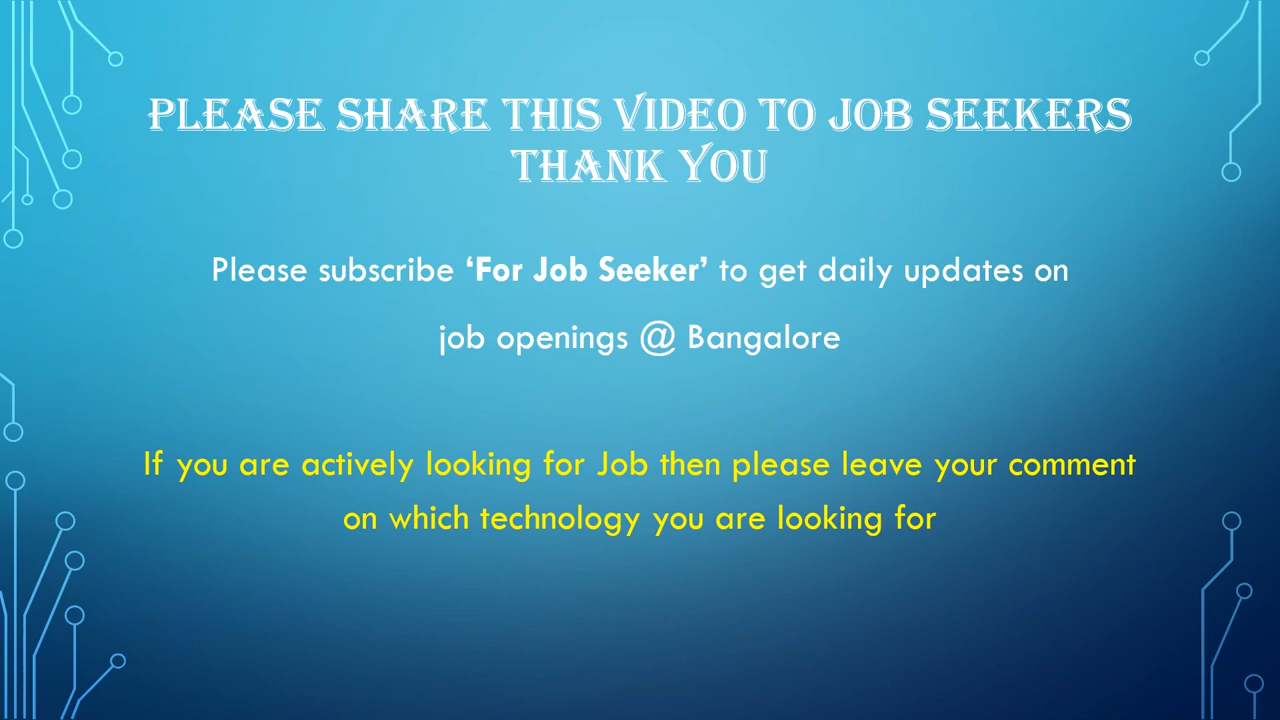 PLEASE SHARE THIS VIDEO TO JOB SEEKERS
THANK YOU
Please subscribe ‘For Job Seeker’ to get daily updates on
job openings @ Bangalore
If you are actively looking for Job then please leave your comment
on which technology you are looking for